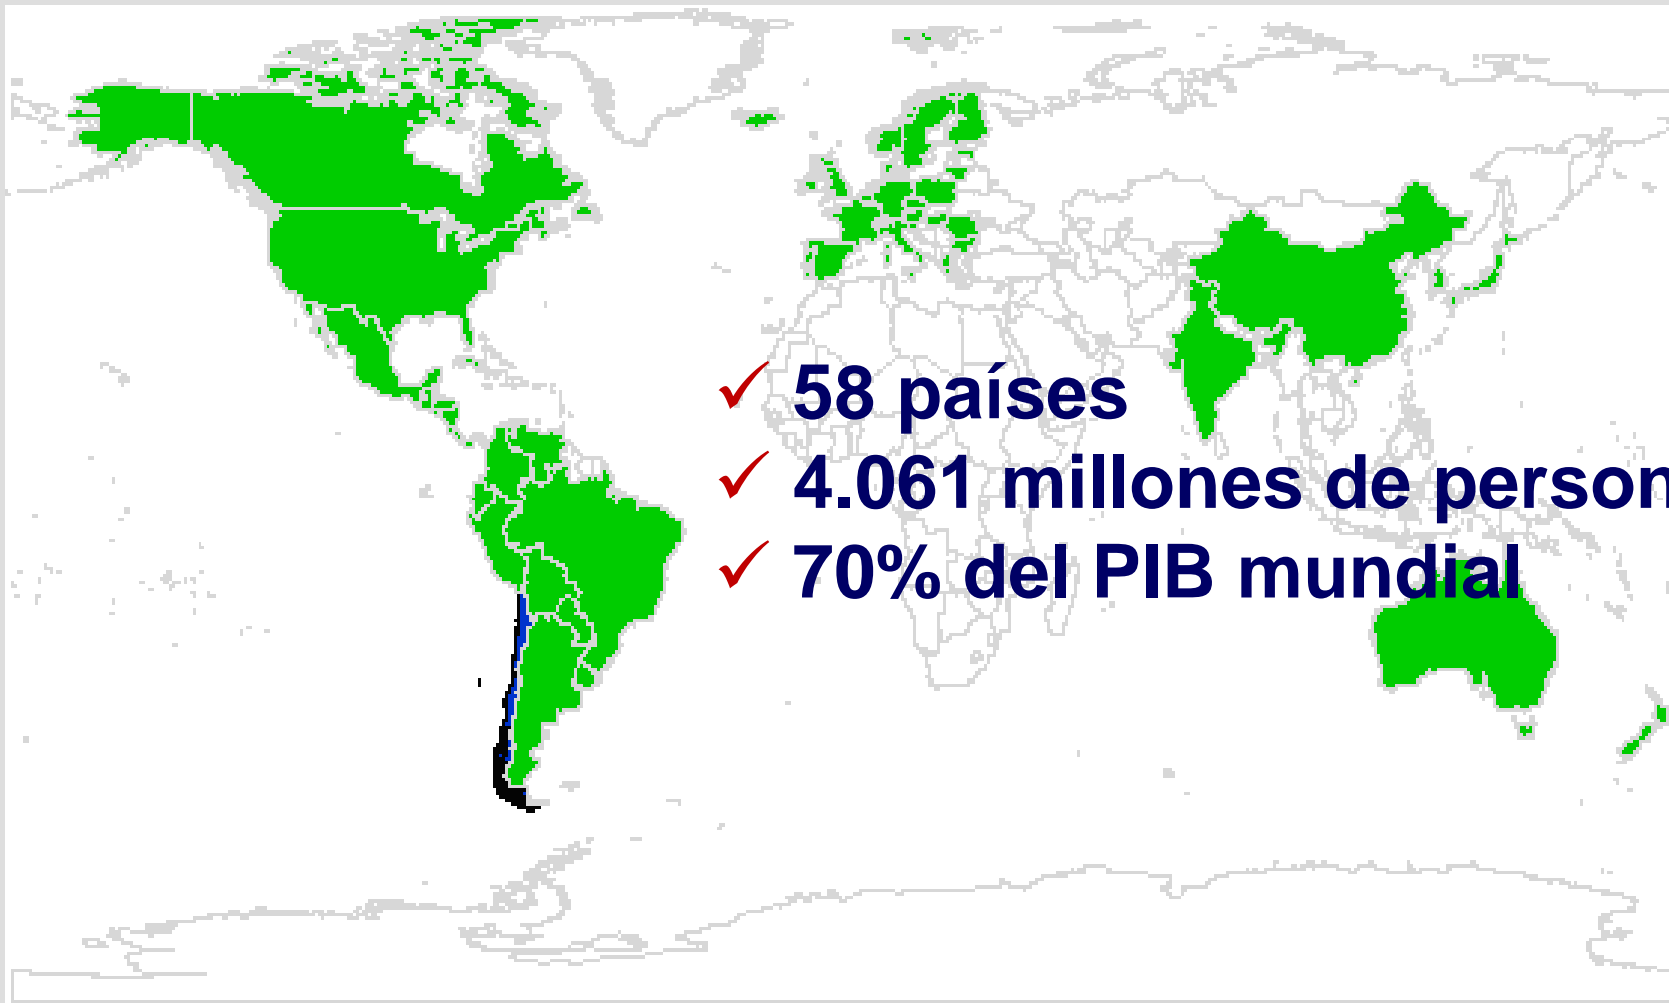 ✓ 58 países
✓ 4.061 millones de person
✓ 70% del PIB mundial